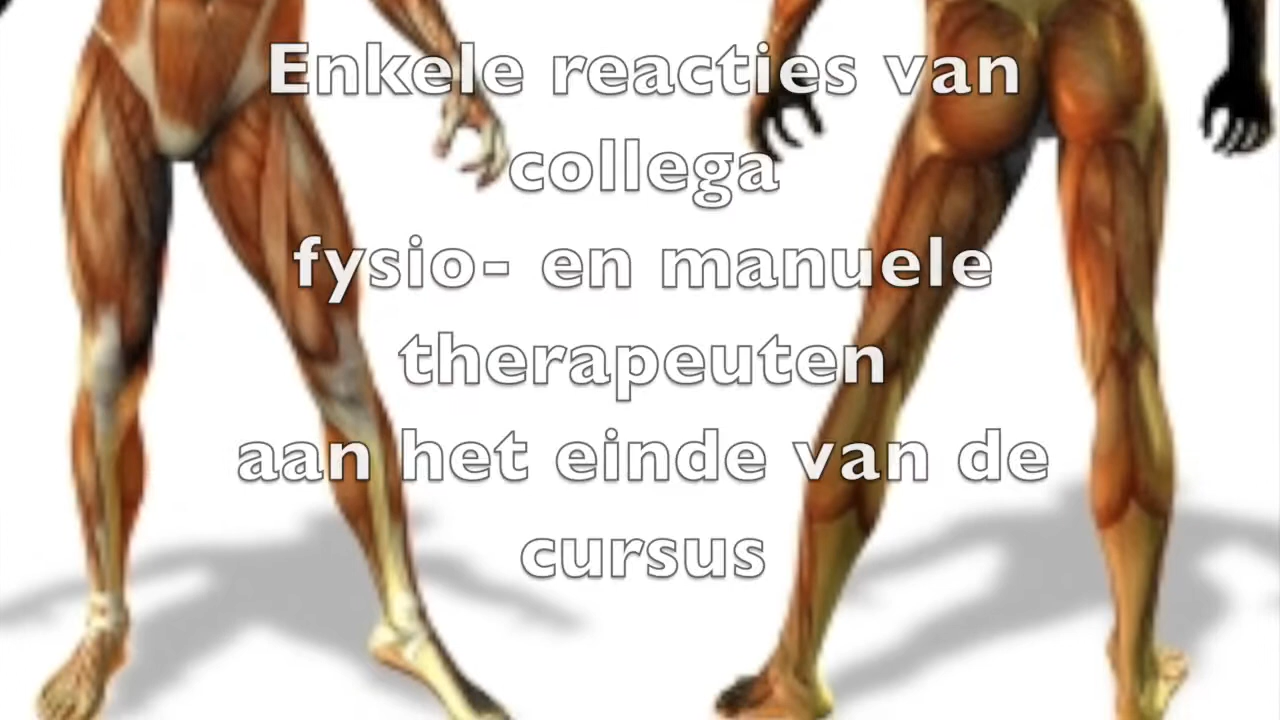 Enkele reacties van
collega
fysio- en manuele
therapeuten
aan het einde van de
cursus